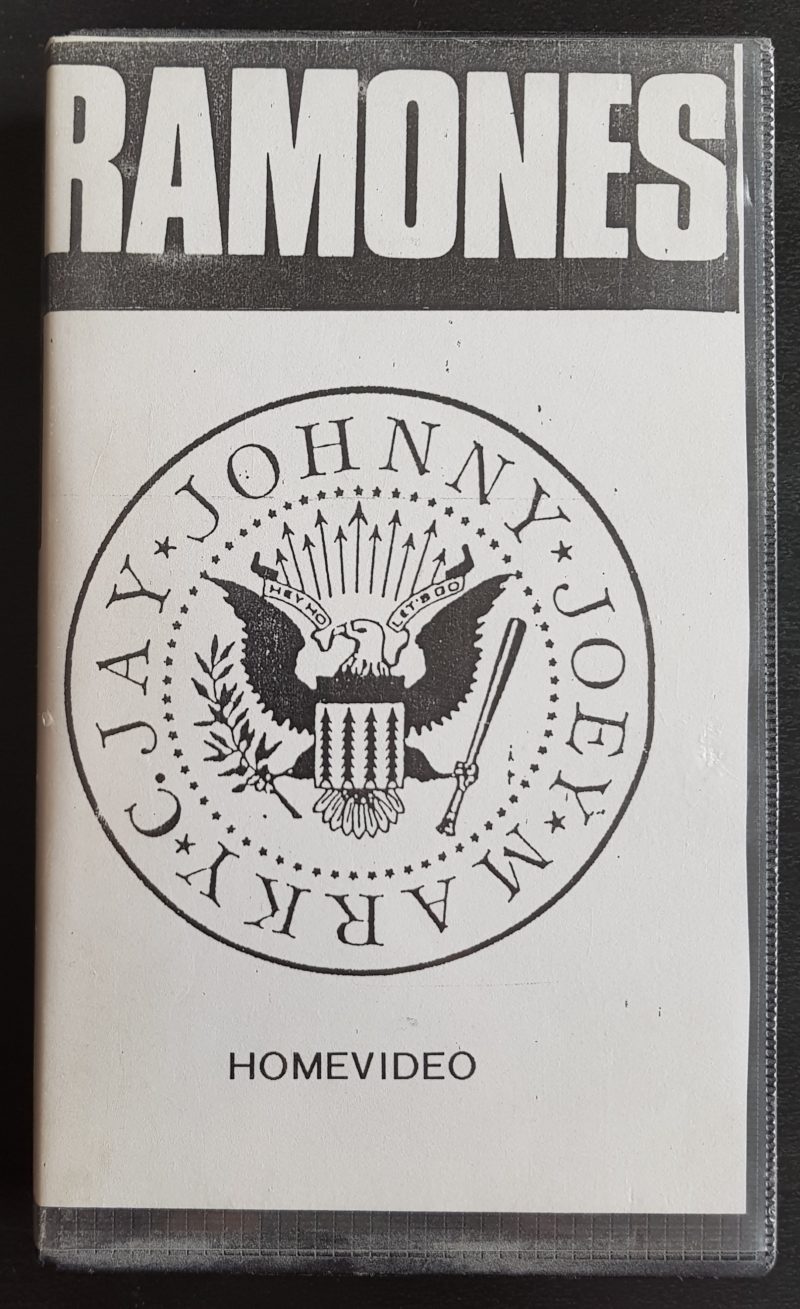 RAMONES
JOHNNY ★ JOEY ★ MARKY ★ C.JAY ★
HEY HO
LET'S GO
HOMEVIDEO